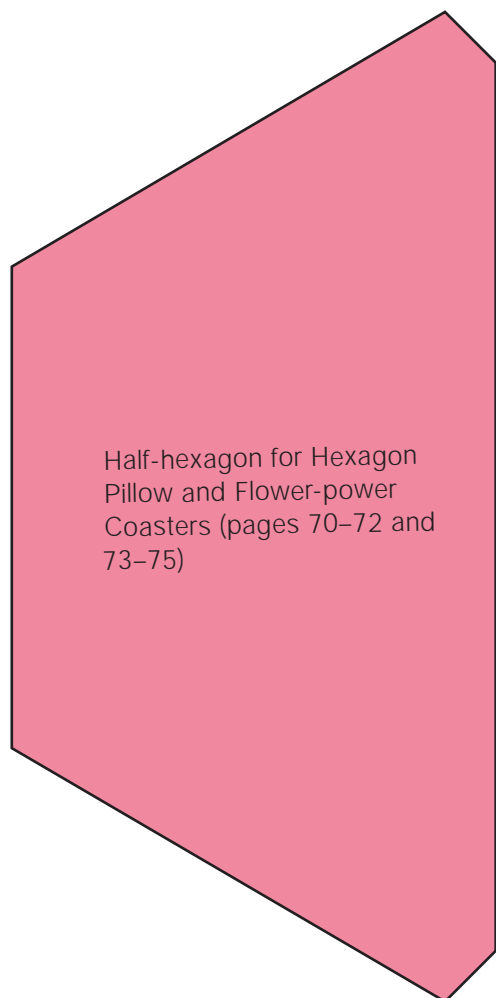 Half-hexagon for Hexagon
Pillow and Flower-power
Coasters (pages 70–72 and
73–75)